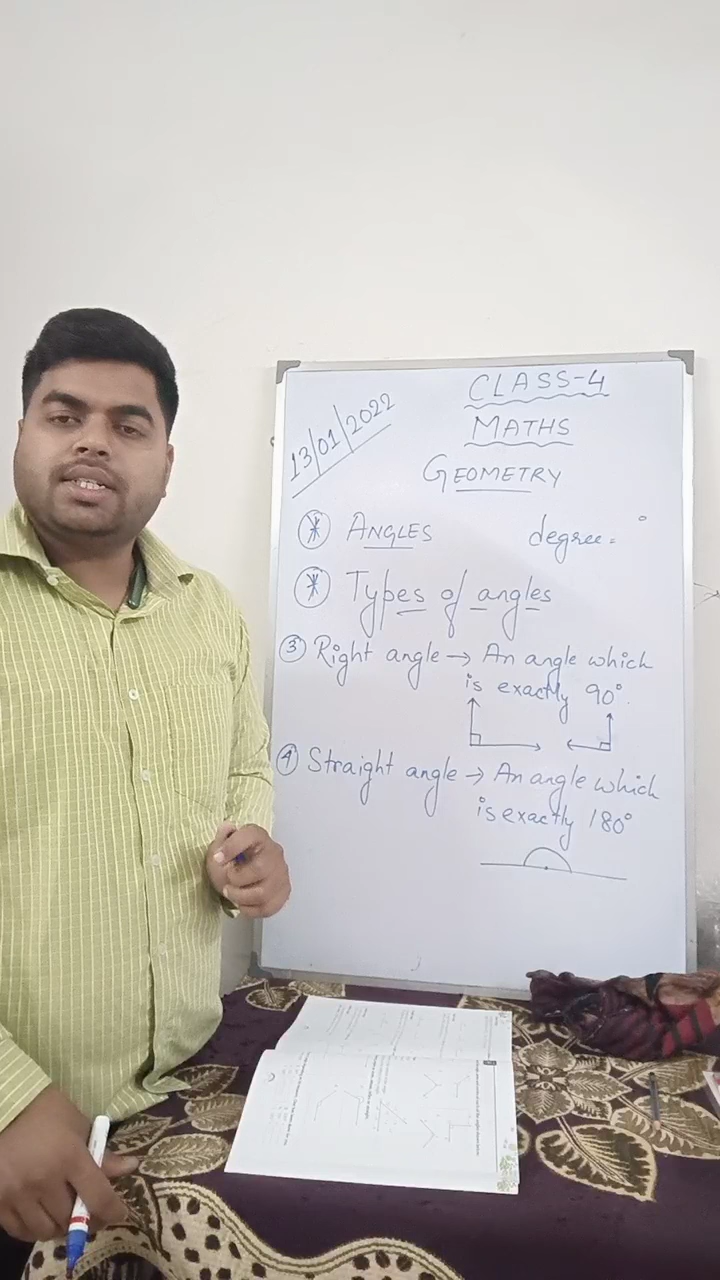 CLASS-4
13/01/2022
MATHS
GEOMETRY
* ANGLES degree = °
* Types of angles
3 Right angle → An angle which
is exactly 90°.
4 Straight angle → An angle which
is exactly 180°